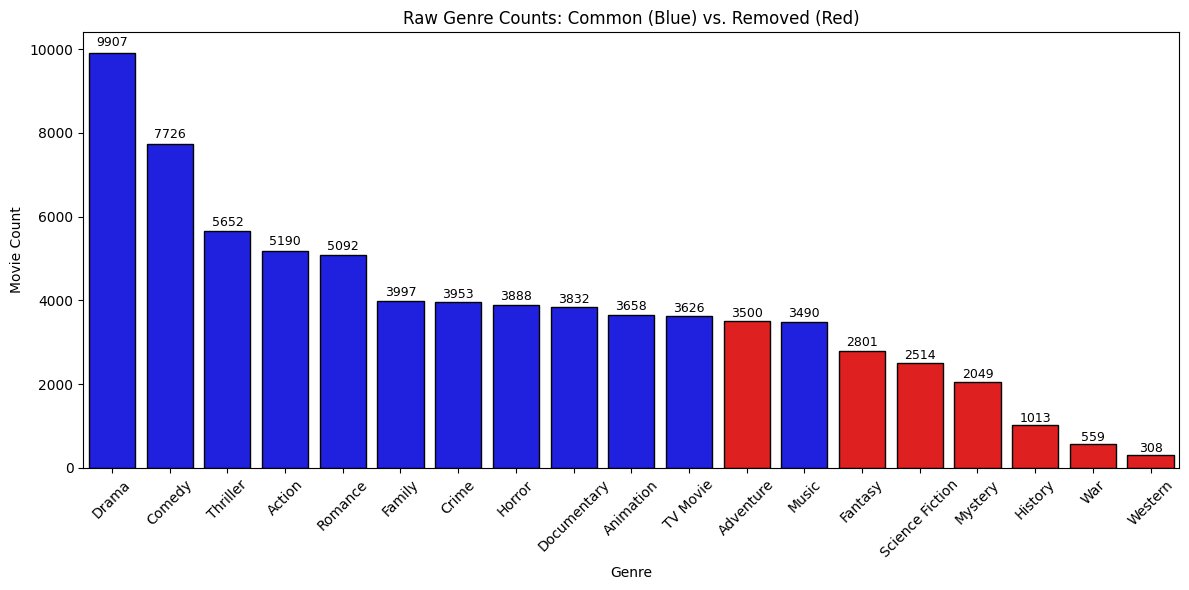 Raw Genre Counts: Common (Blue) vs. Removed (Red)
Movie Count
10000
8000
6000
4000
2000
0
9907
7726
5652
5190
5092
3997
3953
3888
3832
3658
3626
3500
3490
2801
2514
2049
1013
559
308
Drama
Comedy
Thriller
Action
Romance
Family
Crime
Horror
Documentary
Animation
TV Movie
Adventure
Music
Fantasy
Science Fiction
Mystery
History
War
Western
Genre